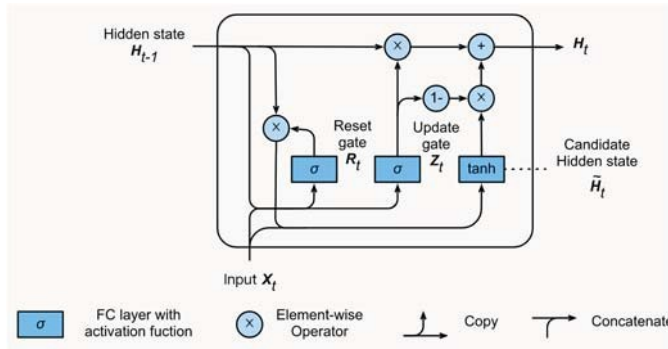 Hidden state
H_{t-1}
×
+
H_t
1-
×
×
Reset
gate
R_t
Update
gate
Z_t
Candidate
Hidden state
H̃_t
σ
σ
tanh
Input X_t
σ
FC layer with
activation fuction
×
Element-wise
Operator
Copy
Concatenate